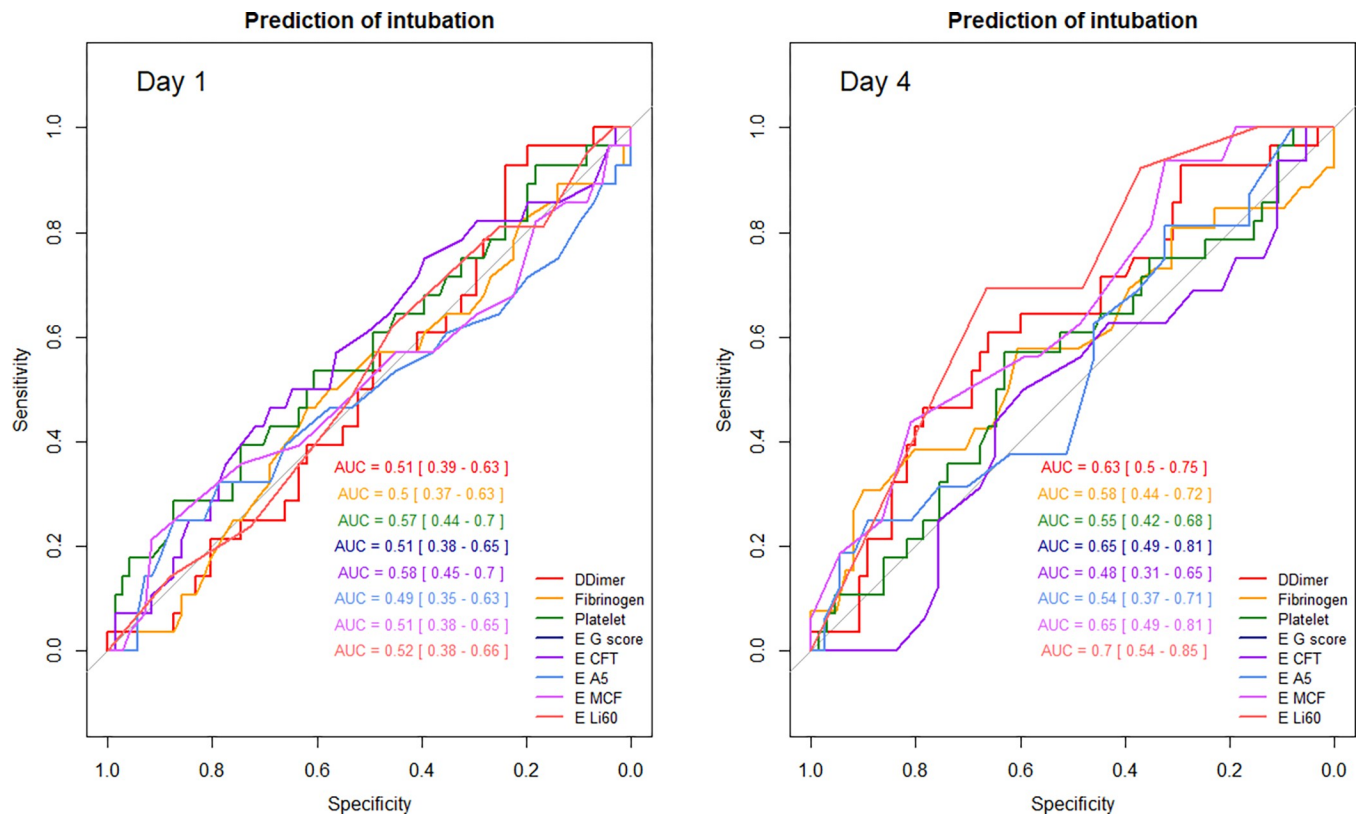 Prediction of intubation
Day 1
Sensitivity
1.0
0.8
0.6
0.4
0.2
0.0
AUC = 0.51 [ 0.39 - 0.63 ]
AUC = 0.5 [ 0.37 - 0.63 ]
AUC = 0.57 [ 0.44 - 0.7 ]
AUC = 0.51 [ 0.38 - 0.65 ]
AUC = 0.58 [ 0.45 - 0.7 ]
AUC = 0.49 [ 0.35 - 0.63 ]
AUC = 0.51 [ 0.38 - 0.65 ]
AUC = 0.52 [ 0.38 - 0.66 ]
DDimer
Fibrinogen
Platelet
E G score
E CFT
E A5
E MCF
E Li60
1.0 0.8 0.6 0.4 0.2 0.0
Specificity
Prediction of intubation
Day 4
Sensitivity
1.0
0.8
0.6
0.4
0.2
0.0
AUC = 0.63 [ 0.5 - 0.75 ]
AUC = 0.58 [ 0.44 - 0.72 ]
AUC = 0.55 [ 0.42 - 0.68 ]
AUC = 0.65 [ 0.49 - 0.81 ]
AUC = 0.48 [ 0.31 - 0.65 ]
AUC = 0.54 [ 0.37 - 0.71 ]
AUC = 0.65 [ 0.49 - 0.81 ]
AUC = 0.7 [ 0.54 - 0.85 ]
DDimer
Fibrinogen
Platelet
E G score
E CFT
E A5
E MCF
E Li60
1.0 0.8 0.6 0.4 0.2 0.0
Specificity